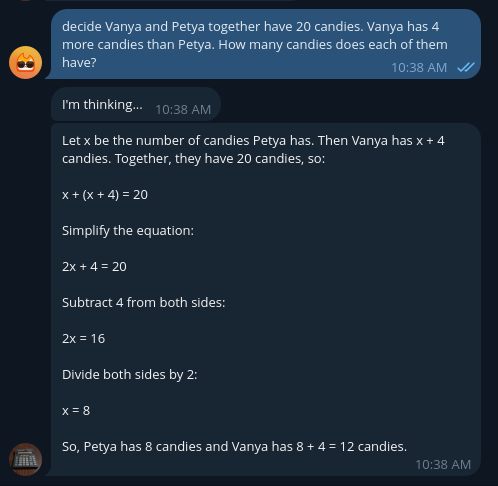 decide Vanya and Petya together have 20 candies. Vanya has 4
more candies than Petya. How many candies does each of them
have?
10:38 AM
I'm thinking... 10:38 AM
Let x be the number of candies Petya has. Then Vanya has x + 4
candies. Together, they have 20 candies, so:
x + (x + 4) = 20
Simplify the equation:
2x + 4 = 20
Subtract 4 from both sides:
2x = 16
Divide both sides by 2:
x = 8
So, Petya has 8 candies and Vanya has 8 + 4 = 12 candies.
10:38 AM